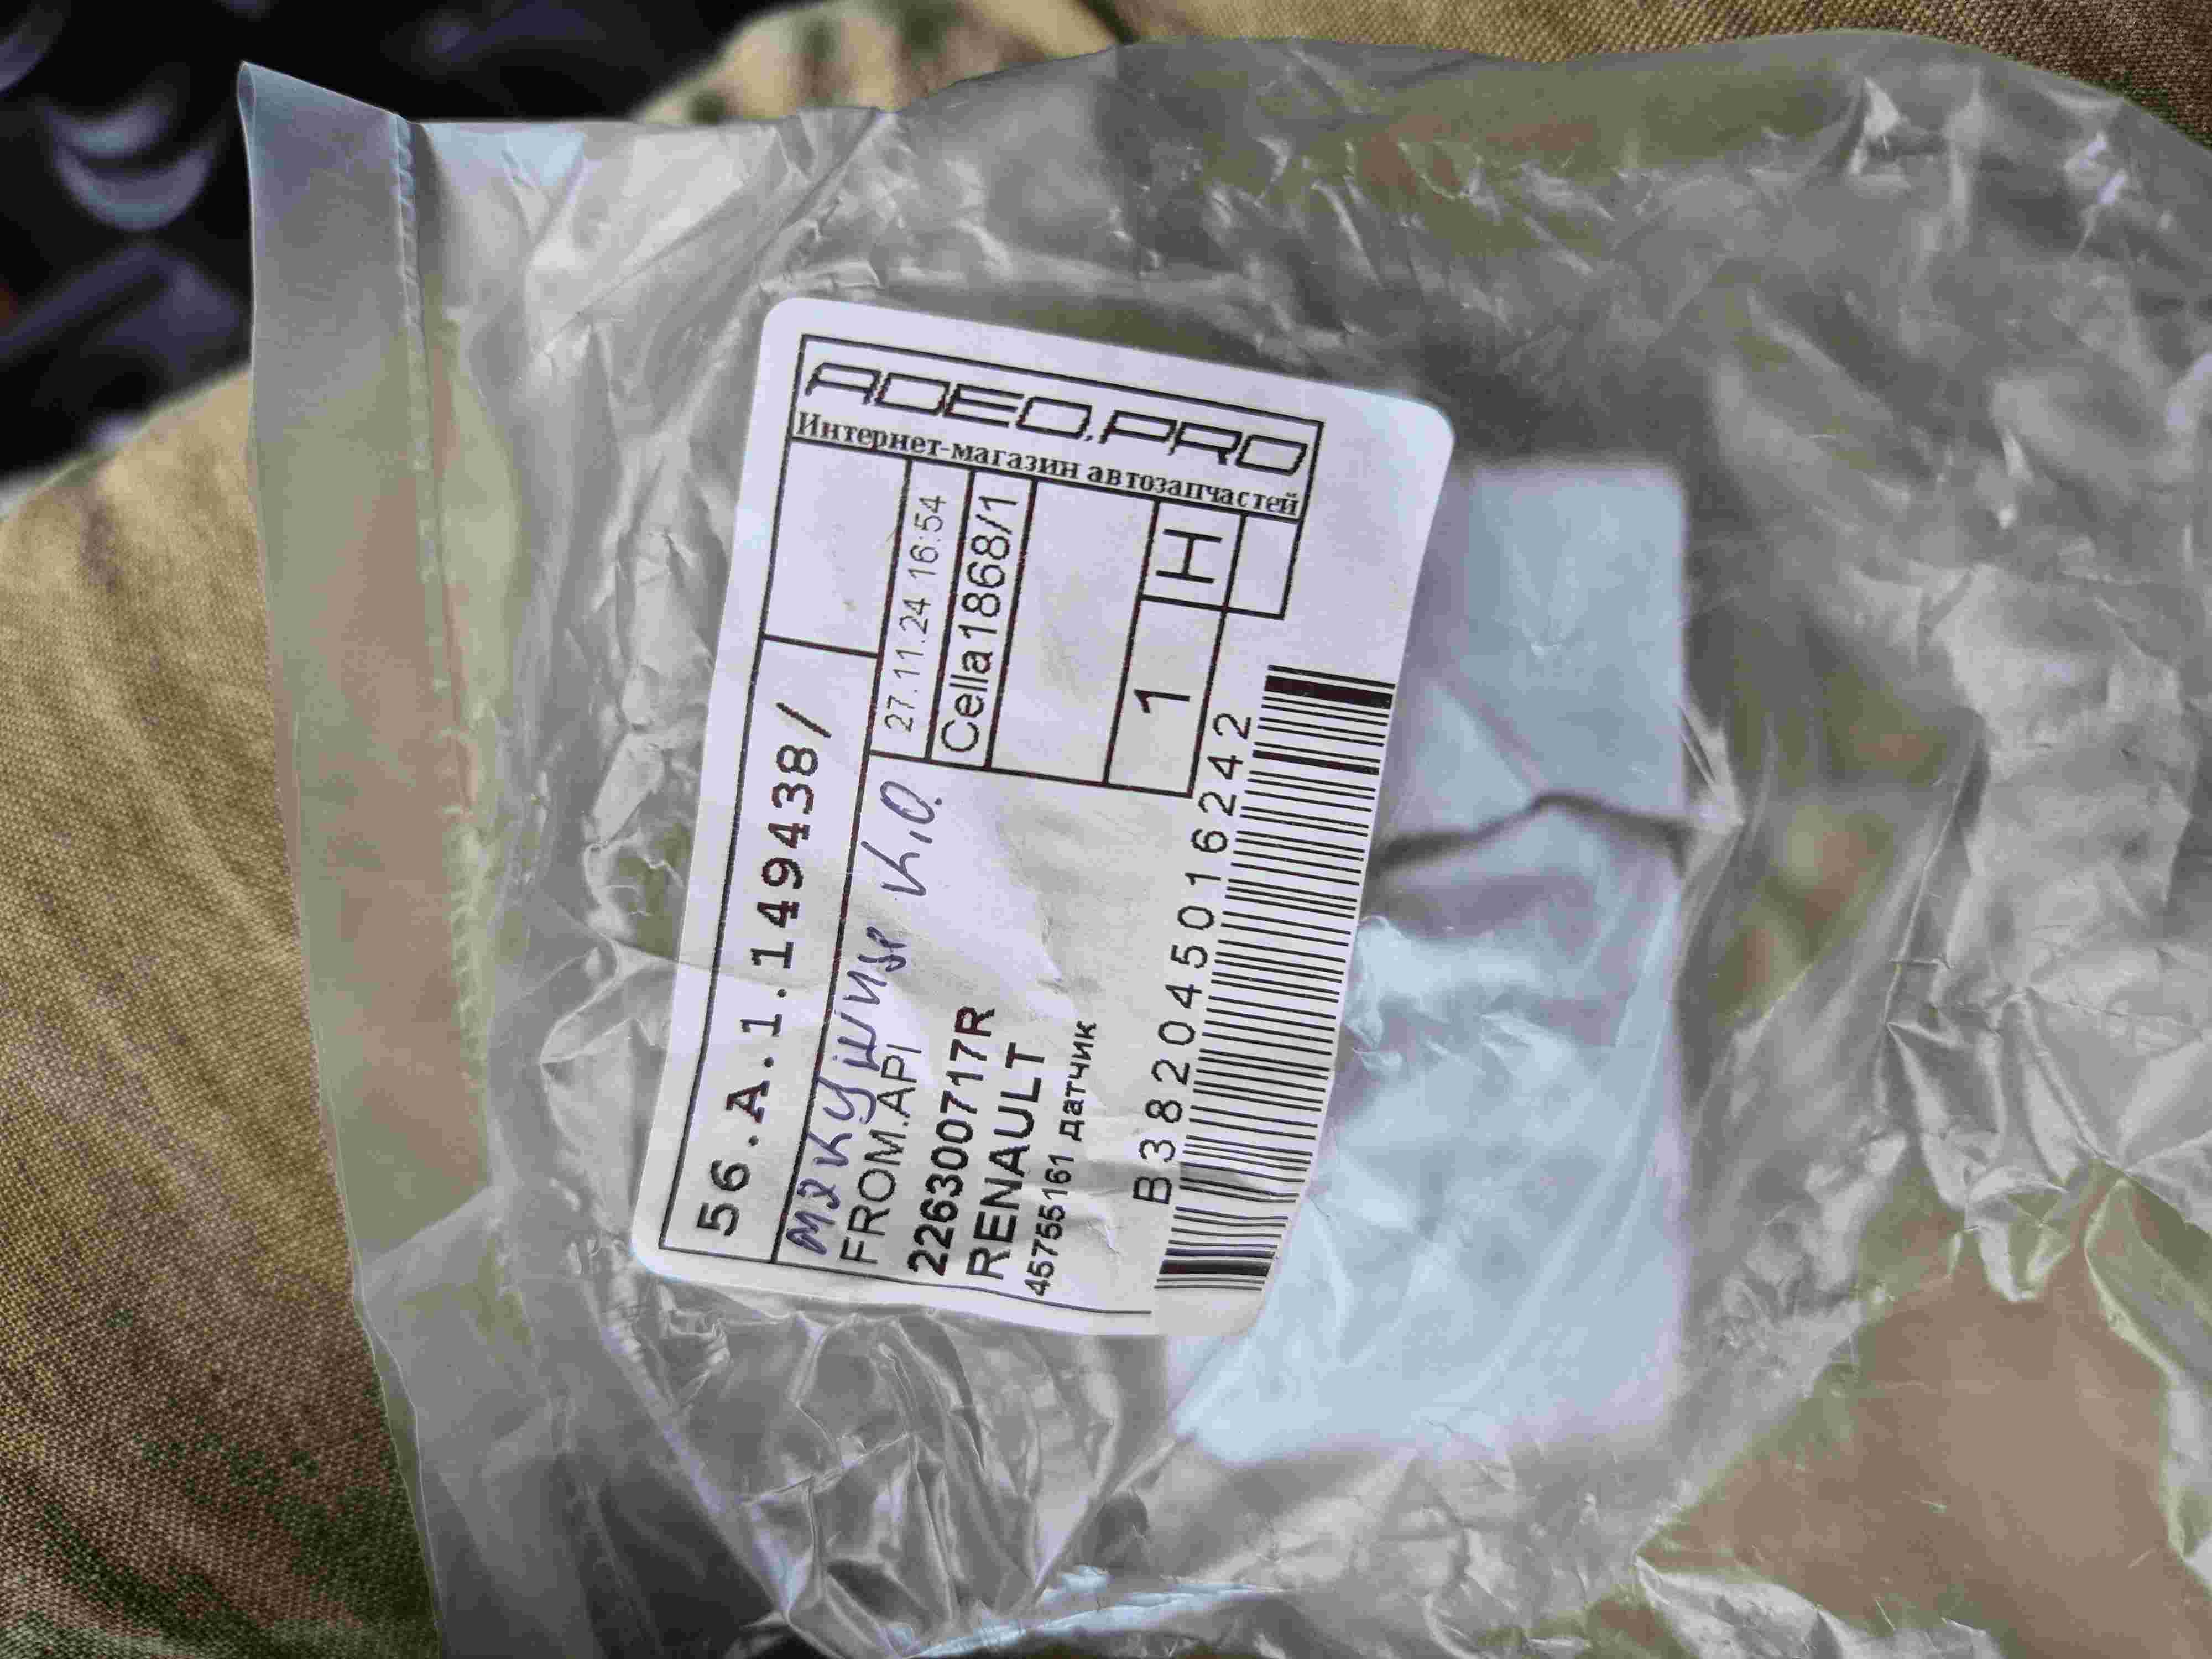 ADEO.PRO
Интернет-магазин автозапчастей
56.A.1.149438/
27.11.24 16:54
Cella1868/1
1 H
К.О.
FROM.API
226300717R
RENAULT
45755161 датчик
B382045016242